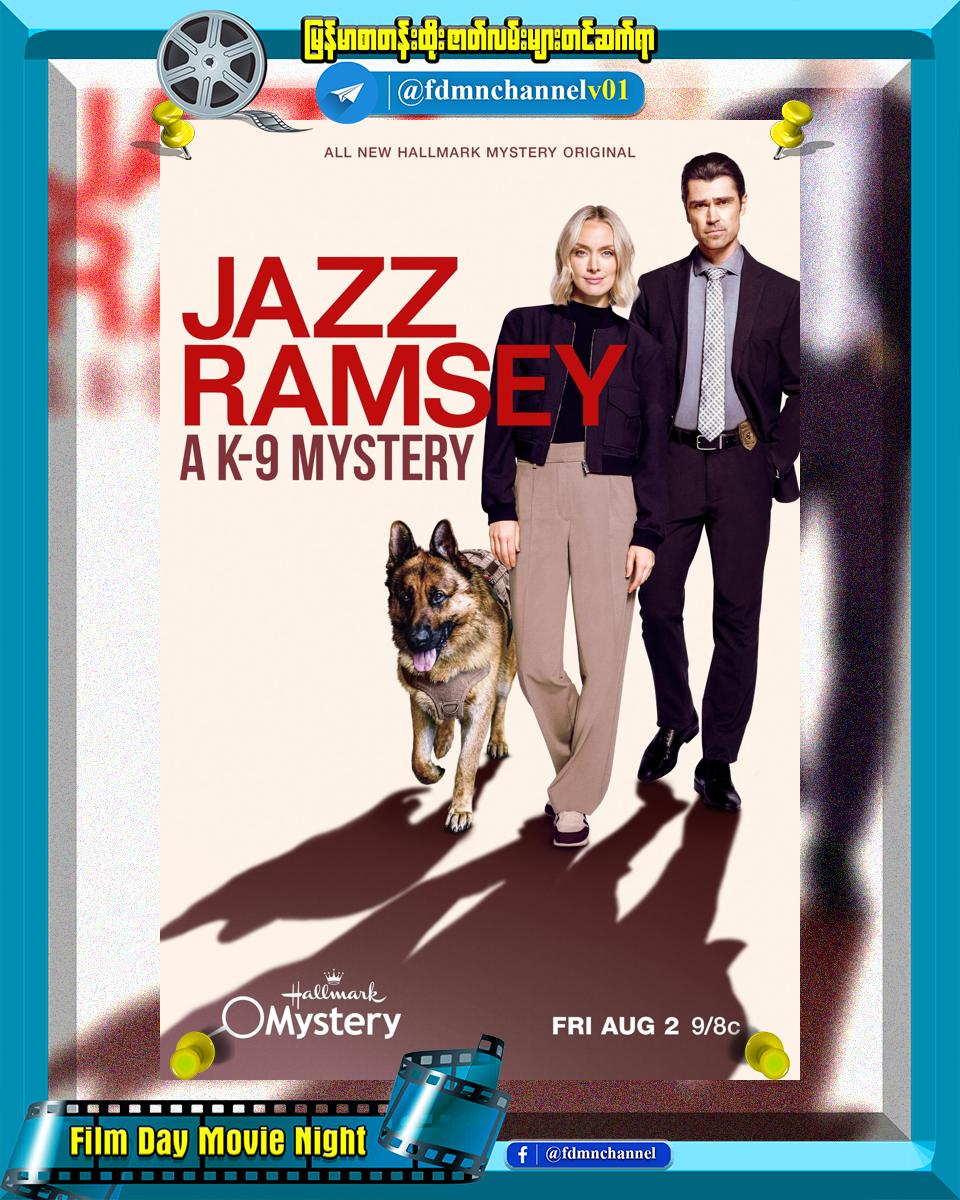 မြန်မာစာတန်းထိုးဇာတ်လမ်းများတင်ဆက်ရာ
@fdmnchannelv01
ALL NEW HALLMARK MYSTERY ORIGINAL
JAZZ
RAMSEY
A K-9 MYSTERY
Hallmark
Mystery
FRI AUG 2 9/8c
Film Day Movie Night
f @fdmnchannel